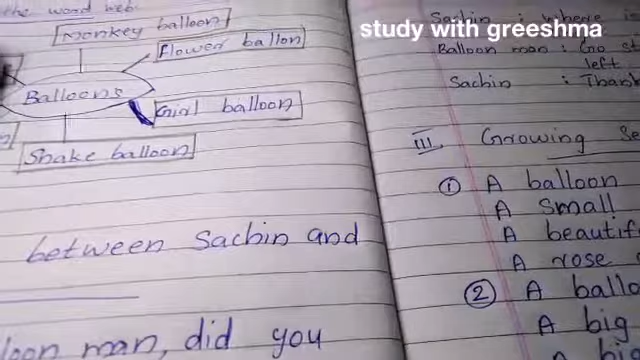 the word web.
Monkey balloon
Flower ballon
Balloons
Girl balloon
Snake balloon
between Sachin and
man, did you
study with greeshma
Sachin : where is
Balloon man : Go
left
Sachin : Thank
III Growing Se
① A balloon
A small
A beautif
A rose
② A ballo
A big
A big